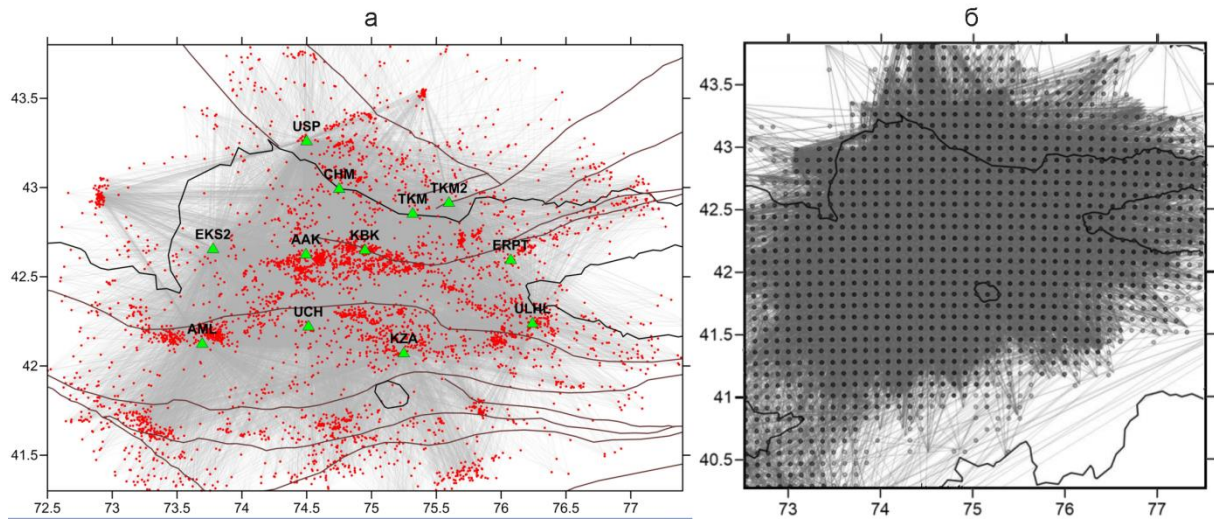 а
б
43.5
USP
CHM
43
TKM2
TKM
EKS2
AAK
KBK
ERPT
42.5
ULHL
UCH
AML
KZA
42
41.5
72.5 73 73.5 74 74.5 75 75.5 76 76.5 77
43.5
43
42.5
42
41.5
41
40.5
73 74 75 76 77